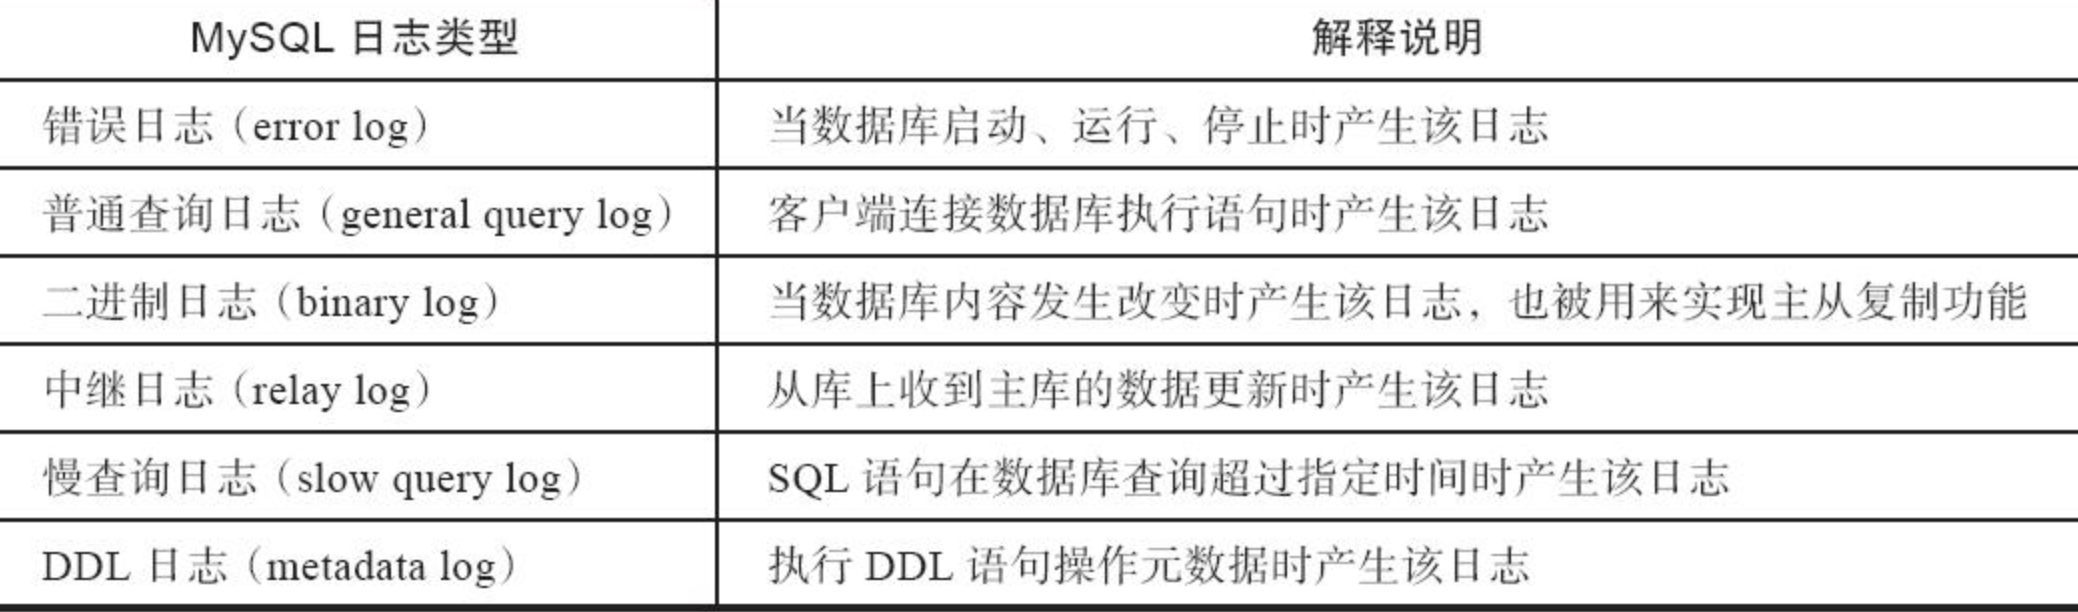 MySQL 日志类型 解释说明
错误日志（error log） 当数据库启动、运行、停止时产生该日志
普通查询日志（general query log） 客户端连接数据库执行语句时产生该日志
二进制日志（binary log） 当数据库内容发生改变时产生该日志，也被用来实现主从复制功能
中继日志（relay log） 从库上收到主库的数据更新时产生该日志
慢查询日志（slow query log） SQL 语句在数据库查询超过指定时间时产生该日志
DDL 日志（metadata log） 执行 DDL 语句操作元数据时产生该日志